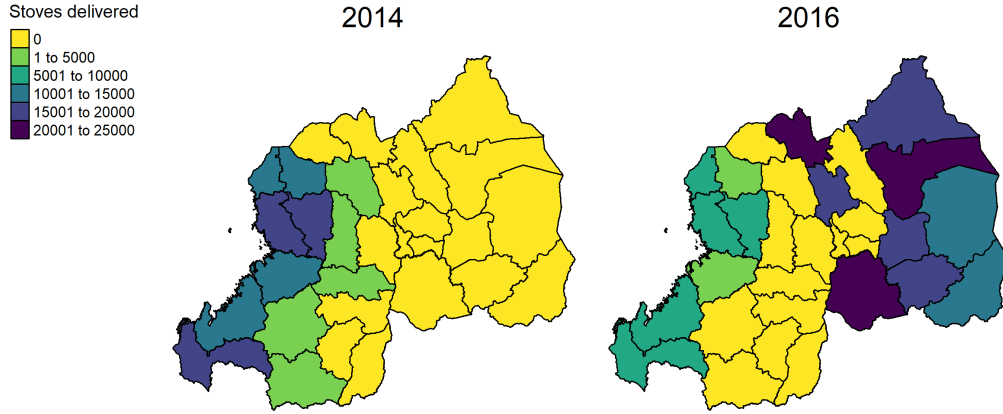 Stoves delivered
0
1 to 5000
5001 to 10000
10001 to 15000
15001 to 20000
20001 to 25000
2014
2016